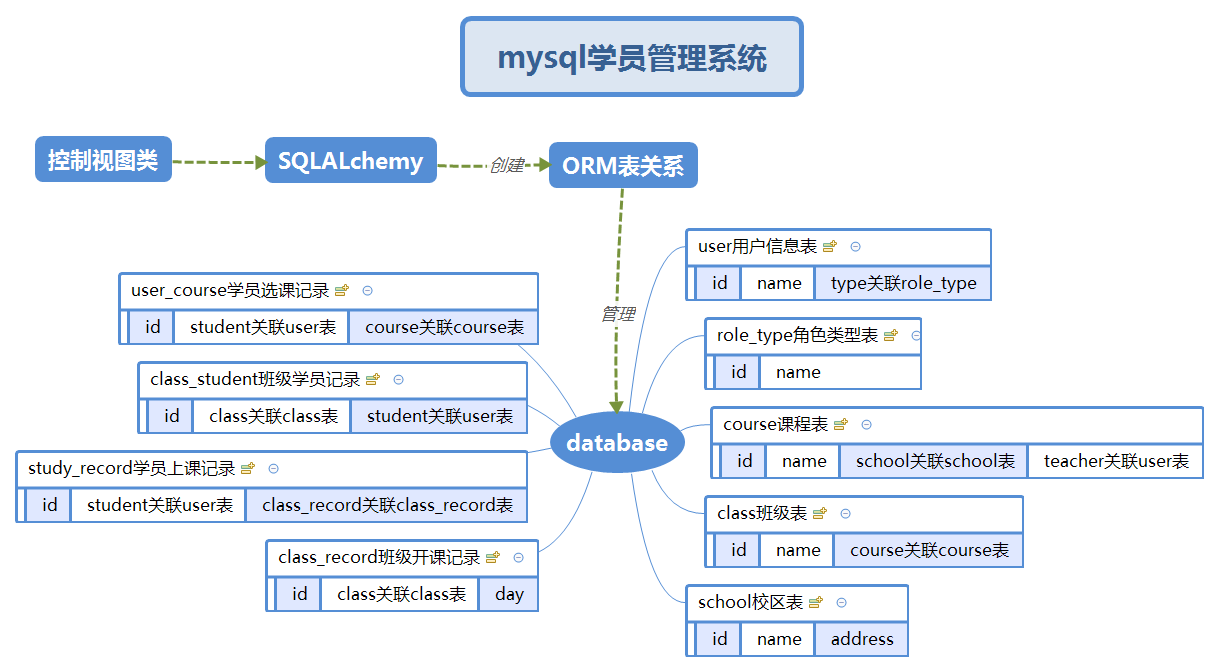 mysql学员管理系统
控制视图类
SQLALchemy
创建
ORM表关系
管理
database
user_course学员选课记录
id student关联user表 course关联course表
class_student班级学员记录
id class关联class表 student关联user表
study_record学员上课记录
id student关联user表 class_record关联class_record表
class_record班级开课记录
id class关联class表 day
user用户信息表
id name type关联role_type
role_type角色类型表
id name
course课程表
id name school关联school表 teacher关联user表
class班级表
id name course关联course表
school校区表
id name address